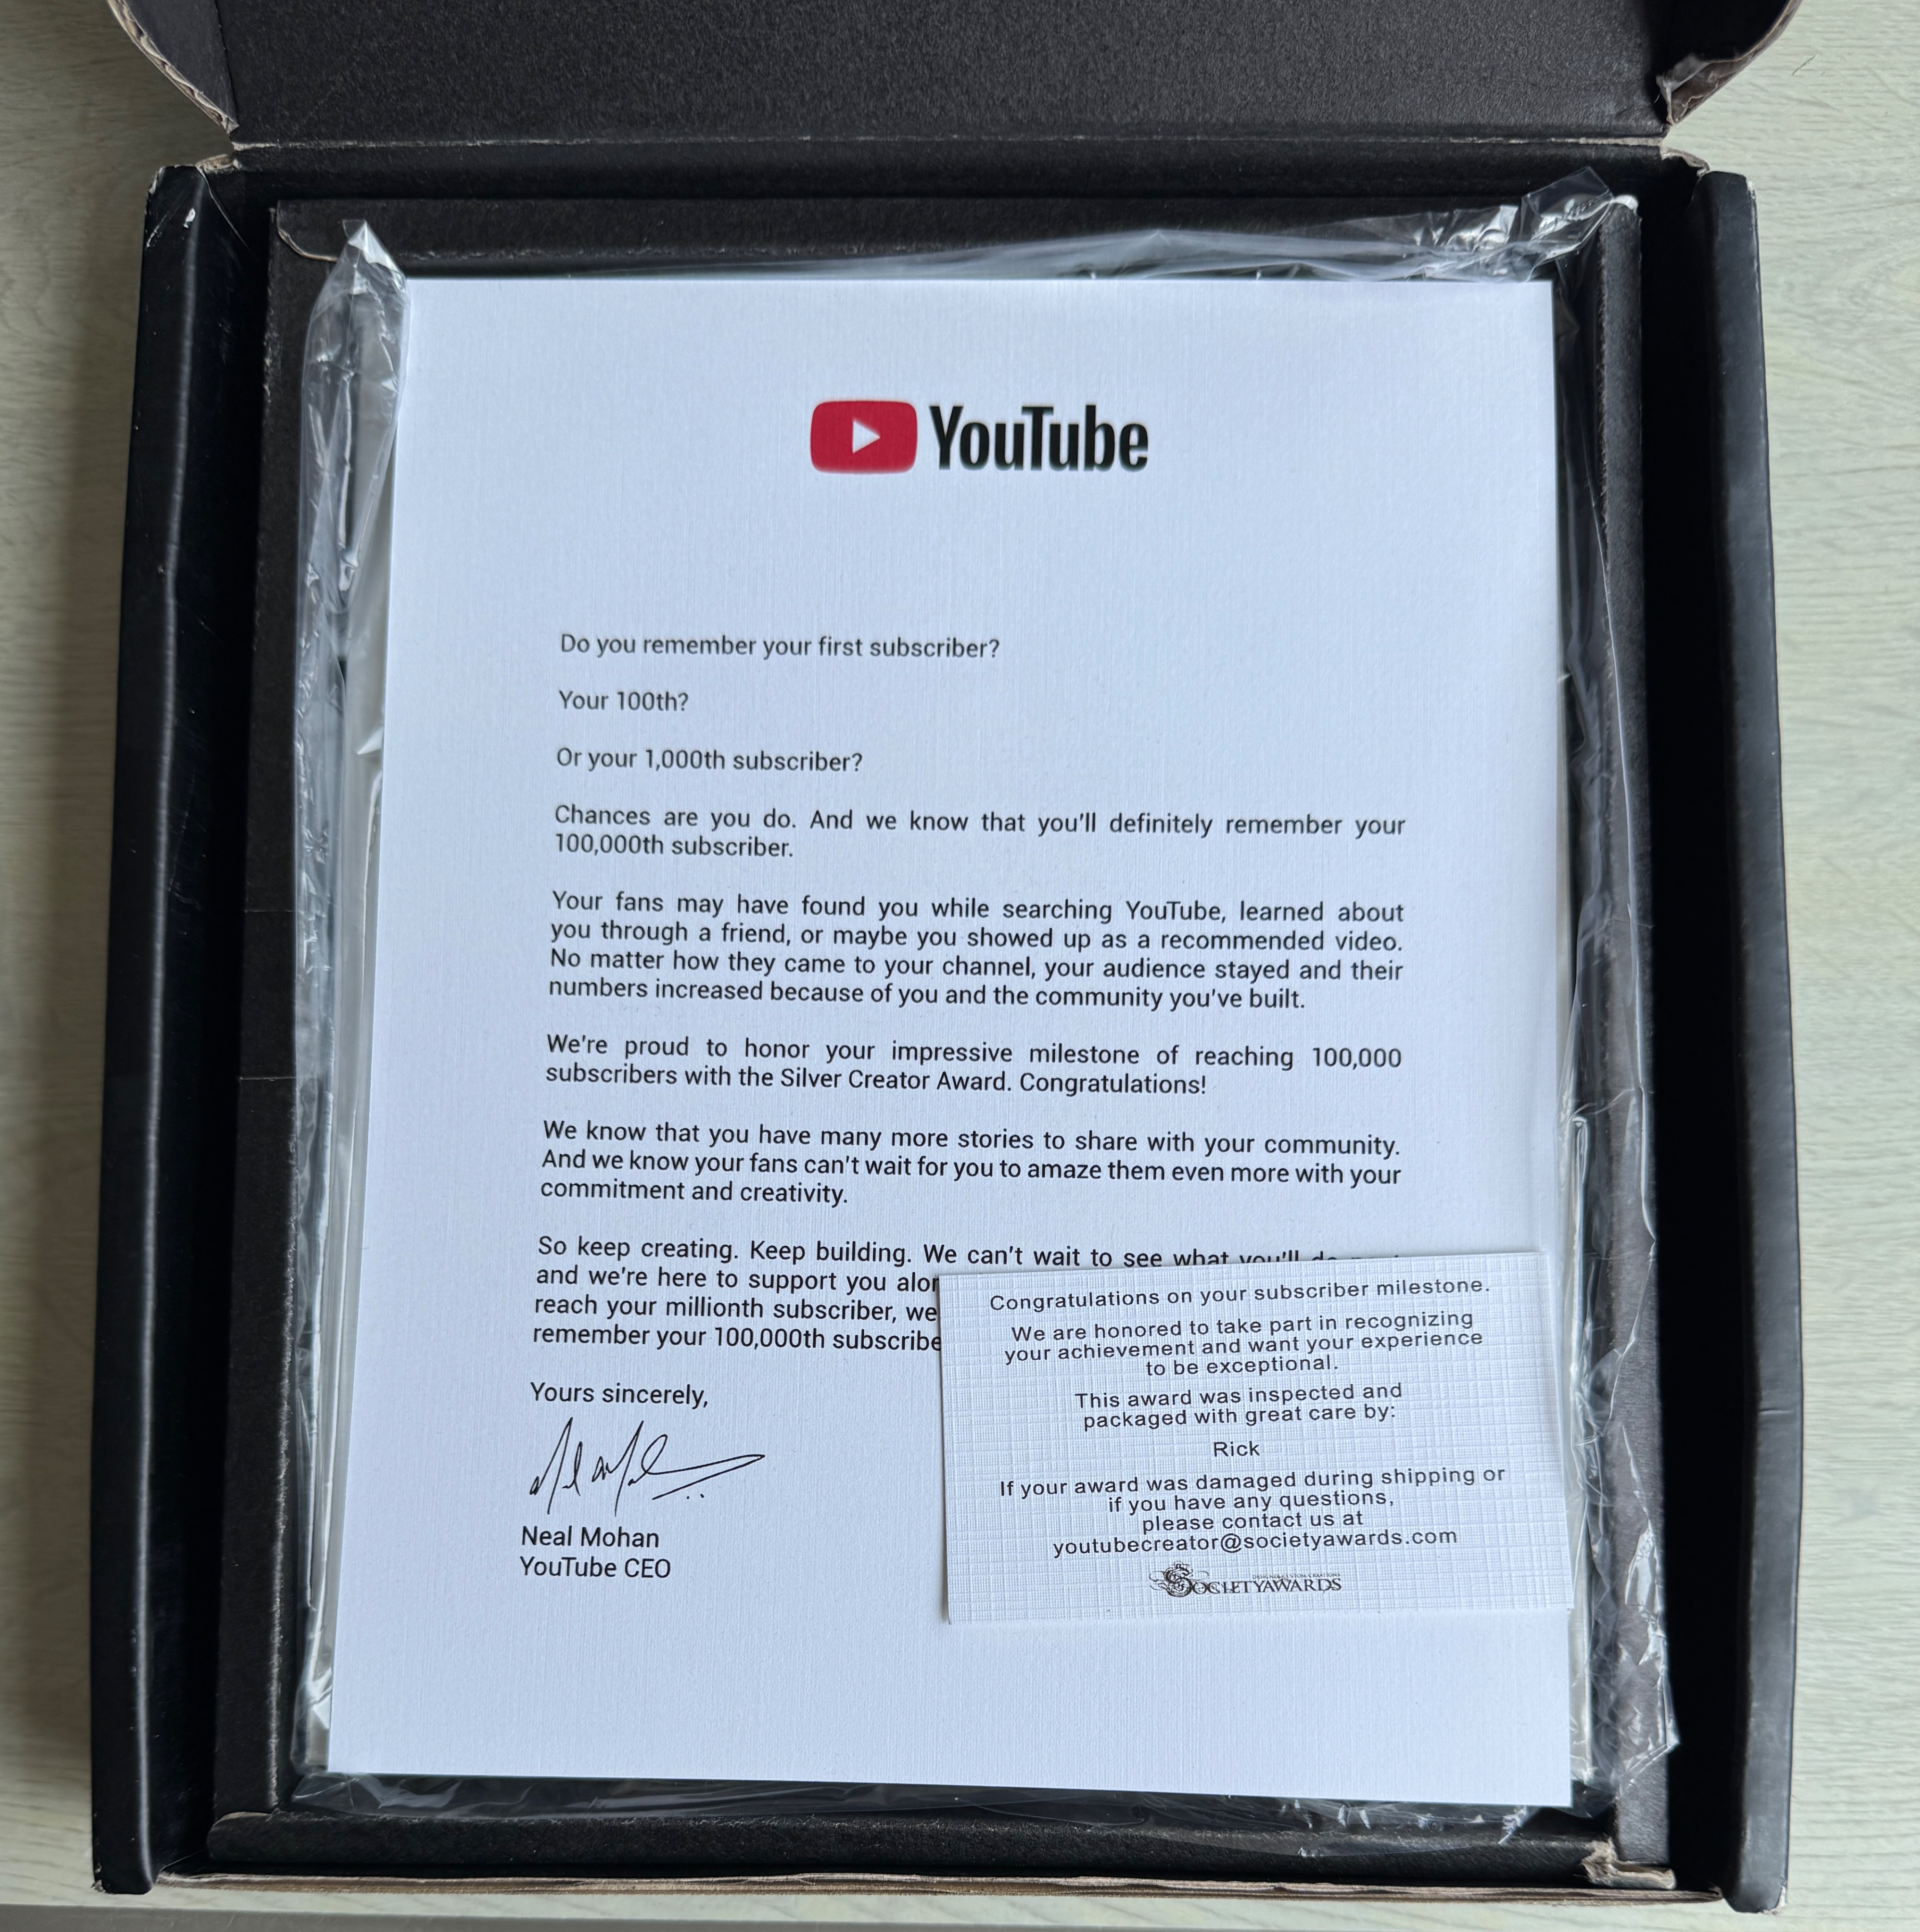 YouTube
Do you remember your first subscriber?
Your 100th?
Or your 1,000th subscriber?
Chances are you do. And we know that you'll definitely remember your
100,000th subscriber.
Your fans may have found you while searching YouTube, learned about
you through a friend, or maybe you showed up as a recommended video.
No matter how they came to your channel, your audience stayed and their
numbers increased because of you and the community you've built.
We're proud to honor your impressive milestone of reaching 100,000
subscribers with the Silver Creator Award. Congratulations!
We know that you have many more stories to share with your community.
And we know your fans can't wait for you to amaze them even more with your
commitment and creativity.
So keep creating. Keep building. We can't wait to see what you'll
and we're here to support you
reach your millionth subscriber, we
remember your 100,000th
Yours sincerely,
Neal Mohan
YouTube CEO
Congratulations on your subscriber milestone.
We are honored to take part in recognizing
your achievement and want your experience
to be exceptional.
This award was inspected and
packaged with great care by:
Rick
If your award was damaged during shipping or
if you have any questions,
please contact us at
youtubecreator@societyawards.com
SOCIETYAWARDS